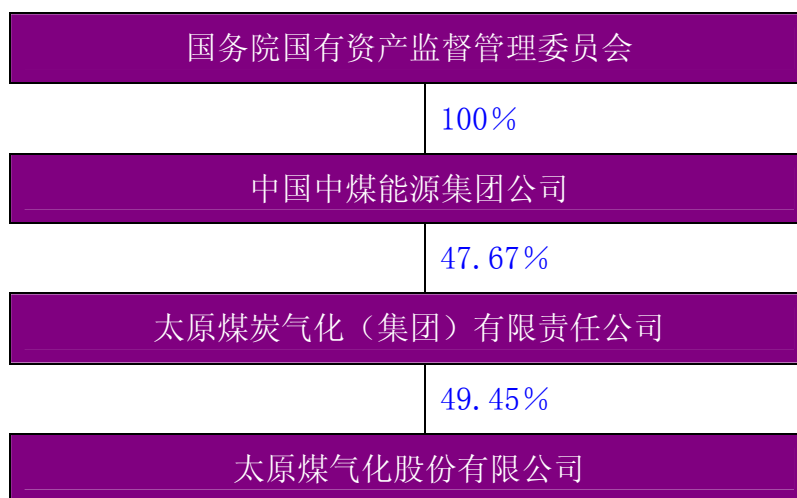 国务院国有资产监督管理委员会
100％
中国中煤能源集团公司
47.67％
太原煤炭气化（集团）有限责任公司
49.45％
太原煤气化股份有限公司